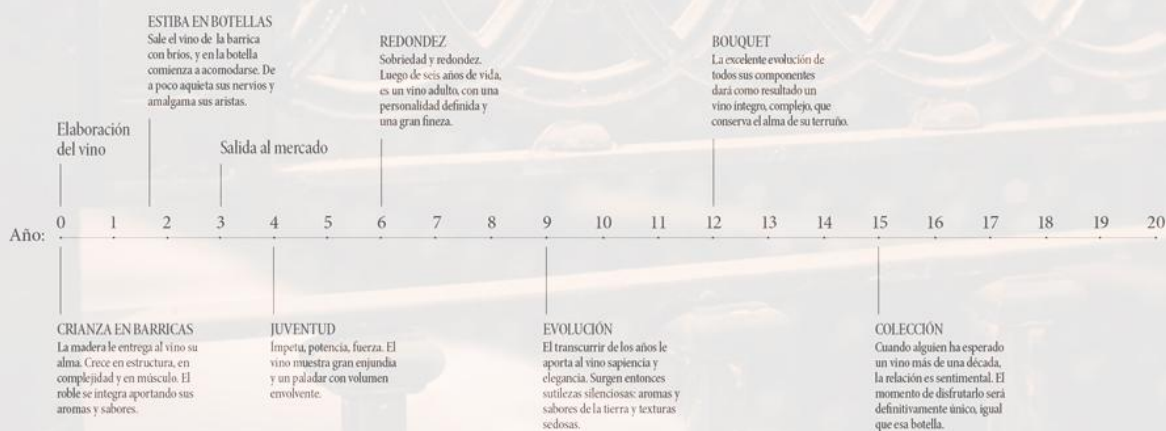 ESTIBA EN BOTELLAS
Sale el vino de la barrica
con bríos, y en la botella
comienza a acomodarse. De
a poco aquieta sus nervios y
amalgama sus aristas.
REDONDEZ
Sobriedad y redondez.
Luego de seis años de vida,
es un vino adulto, con una
personalidad definida y
una gran fineza.
BOUQUET
La excelente evolución de
todos sus componentes
dará como resultado un
vino íntegro, complejo, que
conserva el alma de su terruño.
Elaboración
del vino
Salida al mercado
Año: 0 1 2 3 4 5 6 7 8 9 10 11 12 13 14 15 16 17 18 19 20
CRIANZA EN BARRICAS
La madera le entrega al vino su
alma. Crece en estructura, en
complejidad y en músculo. El
roble se integra aportando sus
aromas y sabores.
JUVENTUD
Ímpetu, potencia, fuerza. El
vino muestra gran enjundia
y un paladar con volumen
envolvente.
EVOLUCIÓN
El transcurrir de los años le
aporta al vino sapiencia y
elegancia. Surgen entonces
sutilezas silenciosas: aromas y
sabores de la tierra y texturas
sedosas.
COLECCIÓN
Cuando alguien ha esperado
un vino más de una década,
la relación es sentimental. El
momento de disfrutarlo será
definitivamente único, igual
que esa botella.